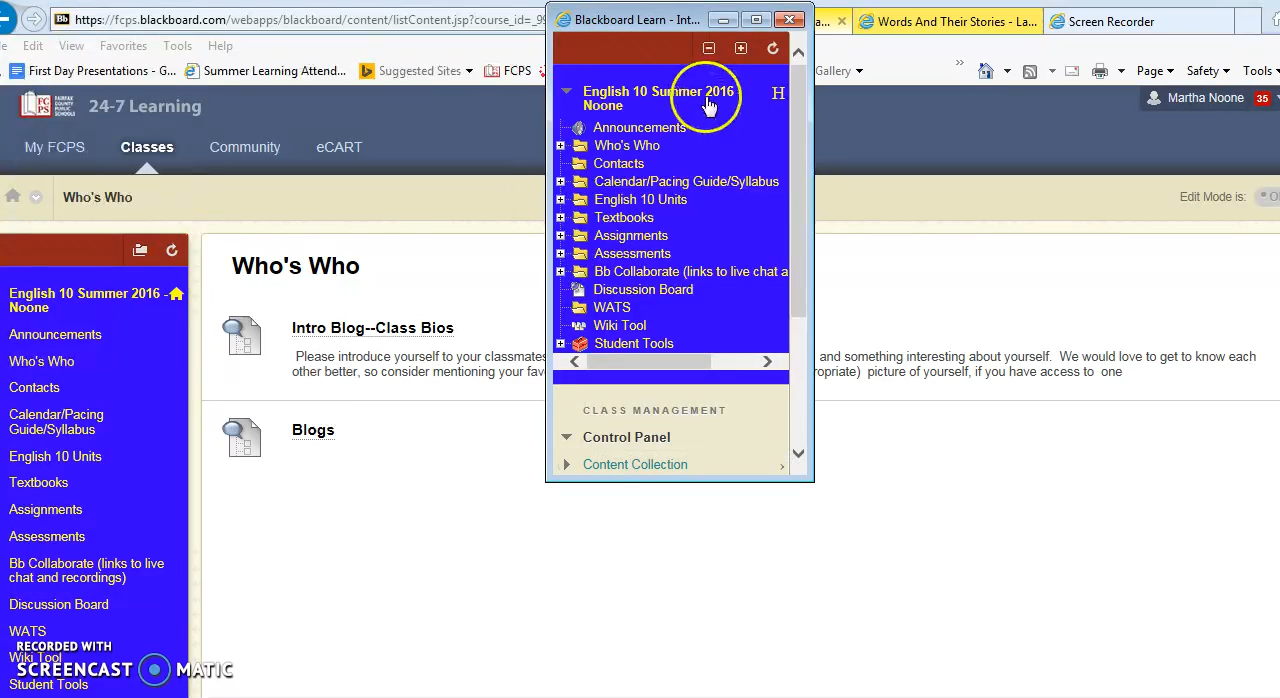 https://fcps.blackboard.com/webapps/blackboard/content/listContent.jsp?course_id=_99
Blackboard Learn - Int...
Words And Their Stories - La...
Screen Recorder
Edit View Favorites Tools Help
First Day Presentations - G...
Summer Learning Attend...
Suggested Sites
FCPS
Gallery
Page
Safety
Tools
FCPS
FAIRFAX COUNTY PUBLIC SCHOOLS
24-7 Learning
Martha Noone 35
My FCPS Classes Community eCART
Who's Who
Edit Mode is:
English 10 Summer 2016 -
Noone
Announcements
Who's Who
Contacts
Calendar/Pacing
Guide/Syllabus
English 10 Units
Textbooks
Assignments
Assessments
Bb Collaborate (links to live
chat and recordings)
Discussion Board
WATS
Wiki Tool
Student Tools
Who's Who
Intro Blog--Class Bios
Please introduce yourself to your classmates
and something interesting about yourself. We would love to get to know each
other better, so consider mentioning your fav
propriate) picture of yourself, if you have access to one
Blogs
English 10 Summer 2016
Noone
H
Announcements
Who's Who
Contacts
Calendar/Pacing Guide/Syllabus
English 10 Units
Textbooks
Assignments
Assessments
Bb Collaborate (links to live chat a
Discussion Board
WATS
Wiki Tool
Student Tools
CLASS MANAGEMENT
Control Panel
Content Collection
RECORDED WITH
SCREENCAST MATIC